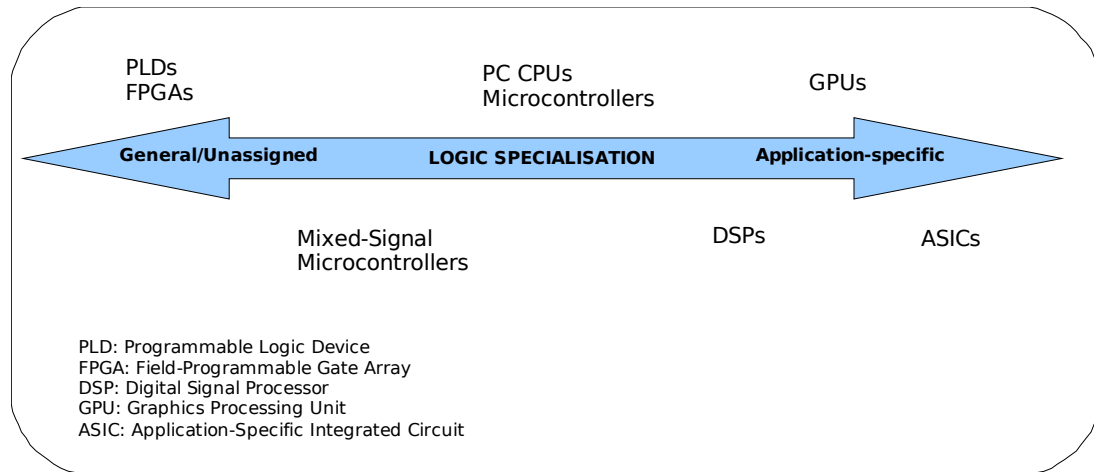 PLDs
FPGAs
PC CPUs
Microcontrollers
GPUs
General/Unassigned
LOGIC SPECIALISATION
Application-specific
Mixed-Signal
Microcontrollers
DSPs
ASICs
PLD: Programmable Logic Device
FPGA: Field-Programmable Gate Array
DSP: Digital Signal Processor
GPU: Graphics Processing Unit
ASIC: Application-Specific Integrated Circuit